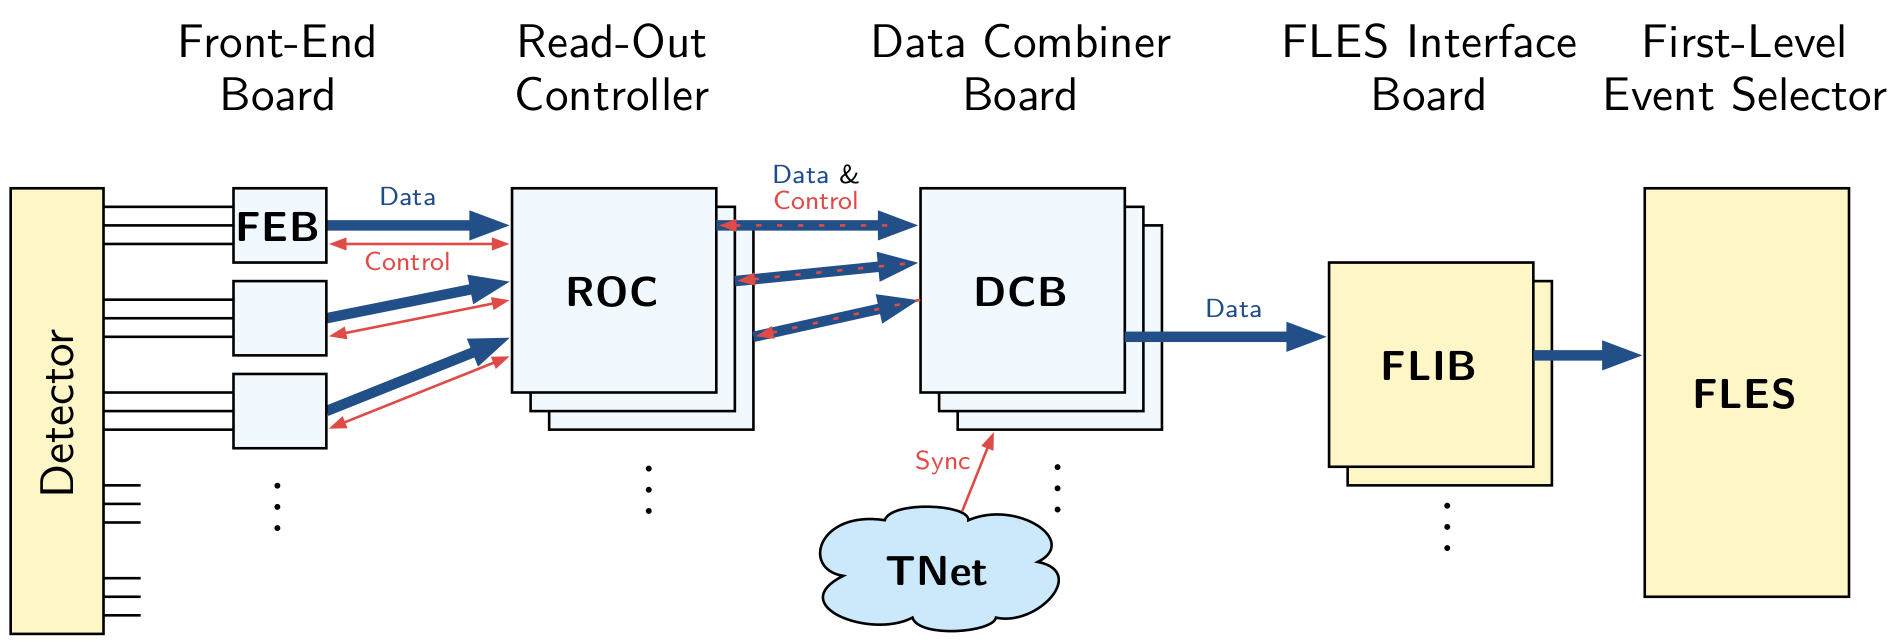 Front-End
Board
Read-Out
Controller
Data Combiner
Board
FLES Interface
Board
First-Level
Event Selector
Detector
FEB
Data
Control
ROC
Data &
Control
DCB
Data
FLIB
FLES
Sync
TNet